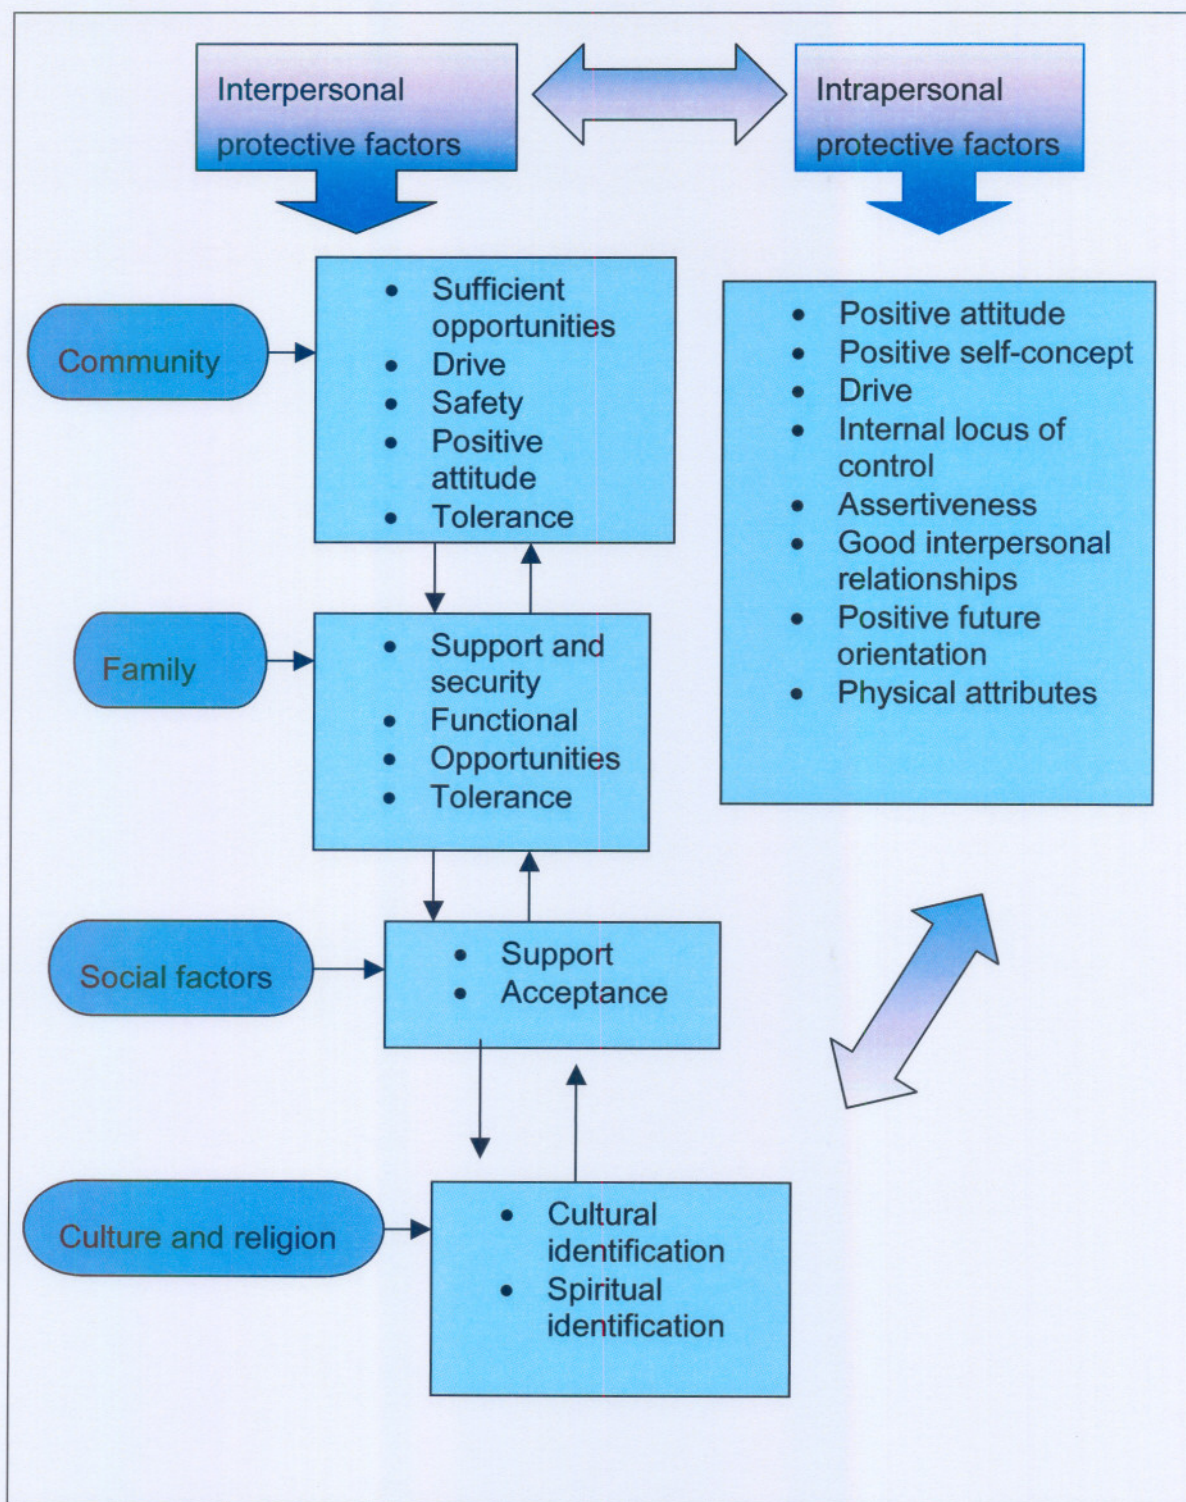 Interpersonal
protective factors
Intrapersonal
protective factors
Community
• Sufficient
opportunities
• Drive
• Safety
• Positive
attitude
• Tolerance
Family
• Support and
security
• Functional
• Opportunities
• Tolerance
Social factors
• Support
• Acceptance
Culture and religion
• Cultural
identification
• Spiritual
identification
• Positive attitude
• Positive self-concept
• Drive
• Internal locus of
control
• Assertiveness
• Good interpersonal
relationships
• Positive future
orientation
• Physical attributes